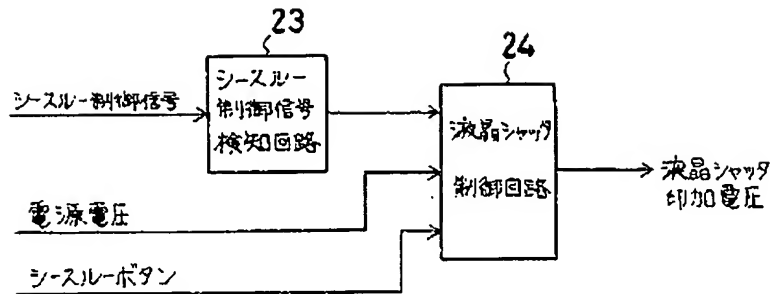 23
シースルー
制御信号
検知回路
シースルー制御信号
24
液晶シャッタ
制御回路
電源電圧
シースルーボタン
液晶シャッタ
印加電圧